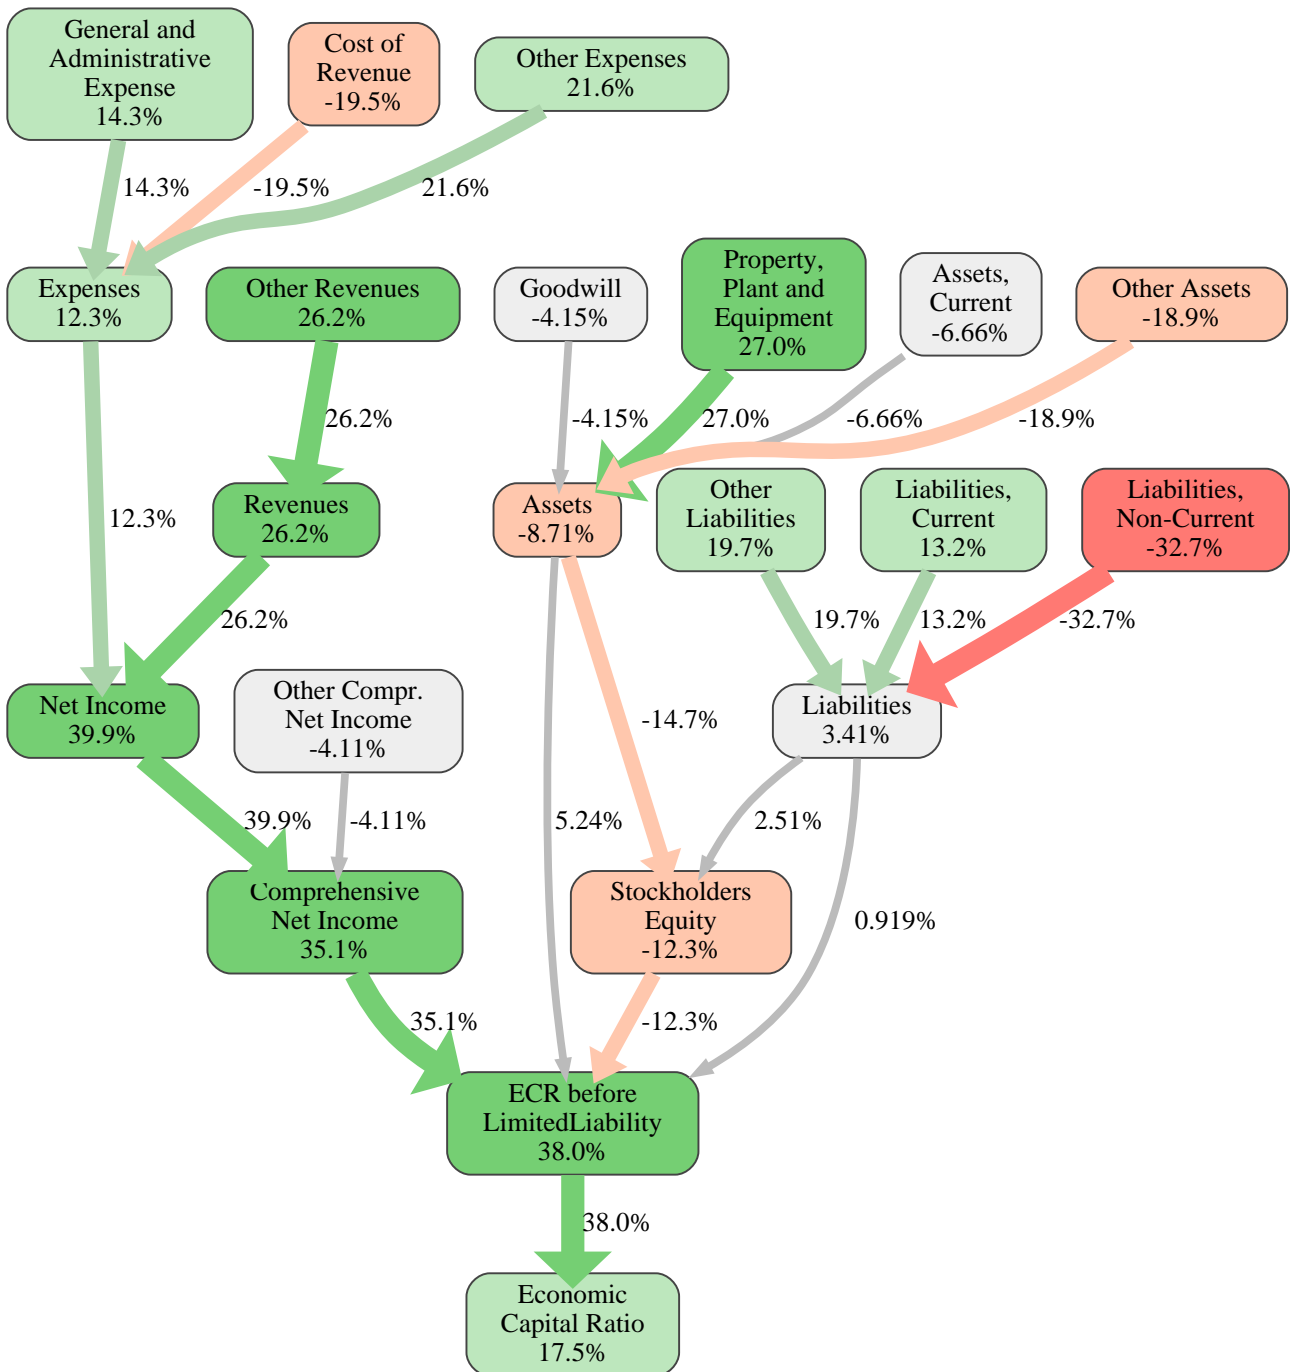 General and
Administrative
Expense
14.3%
Cost of
Revenue
-19.5%
Other Expenses
21.6%
14.3%
-19.5%
21.6%
Expenses
12.3%
Other Revenues
26.2%
Goodwill
-4.15%
Property,
Plant and
Equipment
27.0%
Assets,
Current
-6.66%
Other Assets
-18.9%
26.2%
-4.15%
27.0%
-6.66%
-18.9%
12.3%
Revenues
26.2%
Assets
-8.71%
Other
Liabilities
19.7%
Liabilities,
Current
13.2%
Liabilities,
Non-Current
-32.7%
26.2%
19.7%
13.2%
-32.7%
Net Income
39.9%
Other Compr.
Net Income
-4.11%
-14.7%
Liabilities
3.41%
39.9%
-4.11%
5.24%
2.51%
Comprehensive
Net Income
35.1%
Stockholders
Equity
-12.3%
0.919%
35.1%
-12.3%
ECR before
LimitedLiability
38.0%
38.0%
Economic
Capital Ratio
17.5%